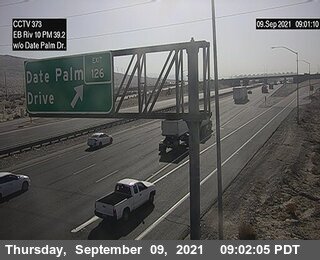 CCTV 373
EB Riv 10 PM 39.2
w/o Date Palm Dr.
09.Sep 2021 09:01:10
EXIT
126
Date Palm
Drive
Thursday, September 09, 2021 09:02:05 PDT